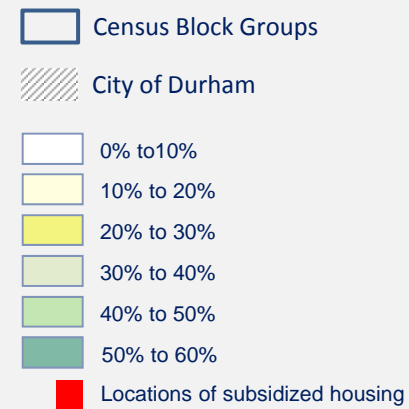 Census Block Groups
City of Durham
0% to10%
10% to 20%
20% to 30%
30% to 40%
40% to 50%
50% to 60%
Locations of subsidized housing